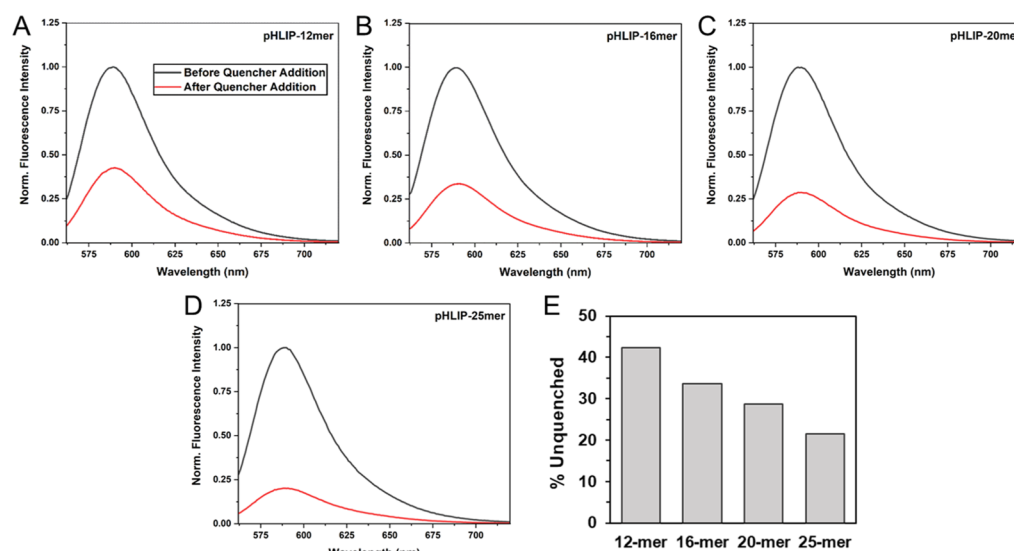 A
pHLIP-12mer
Before Quencher Addition
After Quencher Addition
Norm. Fluorescence Intensity
1.25
1.00
0.75
0.50
0.25
0.00
575 600 625 650 675 700
Wavelength (nm)
B
pHLIP-16mer
Norm. Fluorescence Intensity
1.25
1.00
0.75
0.50
0.25
0.00
575 600 625 650 675 700
Wavelength (nm)
C
pHLIP-20me
Norm. Fluorescence Intensity
1.25
1.00
0.75
0.50
0.25
0.00
575 600 625 650 675 700
Wavelength (nm)
D
pHLIP-25mer
Norm. Fluorescence Intensity
1.25
1.00
0.75
0.50
0.25
0.00
575 600 625 650 675 700
Wavelength (nm)
E
% Unquenched
50
40
30
20
10
0
12-mer 16-mer 20-mer 25-mer